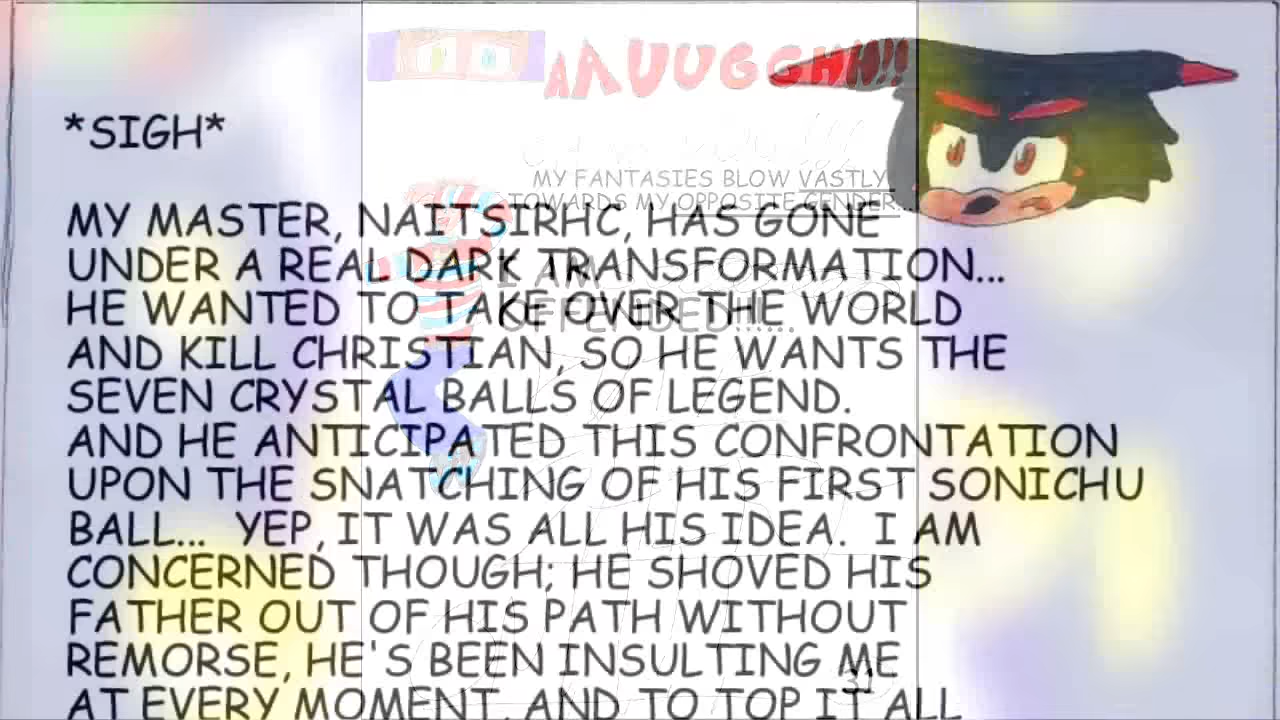 AAUUGGHH!!
*SIGH*
MY FANTASIES BLOW VASTLY
TOWARDS MY OPPOSITE GENDER...
MY MASTER, NAITSIRHC, HAS GONE
UNDER A REAL DARK TRANSFORMATION...
I AM
HE WANTED TO TAKE OVER THE WORLD
OFFENDED!......
AND KILL CHRISTIAN, SO HE WANTS THE
SEVEN CRYSTAL BALLS OF LEGEND.
AND HE ANTICIPATED THIS CONFRONTATION
UPON THE SNATCHING OF HIS FIRST SONICHU
BALL... YEP, IT WAS ALL HIS IDEA. I AM
CONCERNED THOUGH; HE SHOVED HIS
FATHER OUT OF HIS PATH WITHOUT
REMORSE, HE'S BEEN INSULTING ME
31
AT EVERY MOMENT, AND TO TOP IT ALL